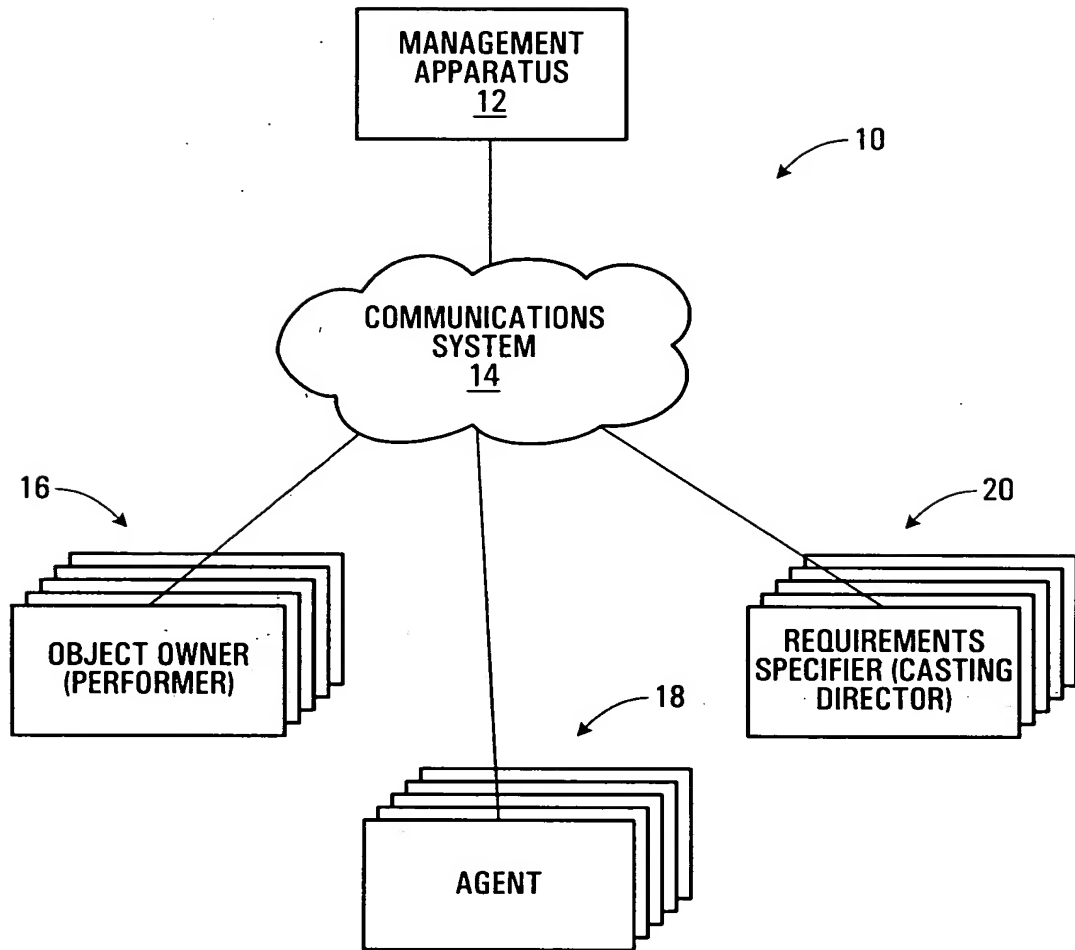 MANAGEMENT
APPARATUS
12
10
COMMUNICATIONS
SYSTEM
14
16
20
OBJECT OWNER
(PERFORMER)
REQUIREMENTS
SPECIFIER (CASTING
DIRECTOR)
18
AGENT